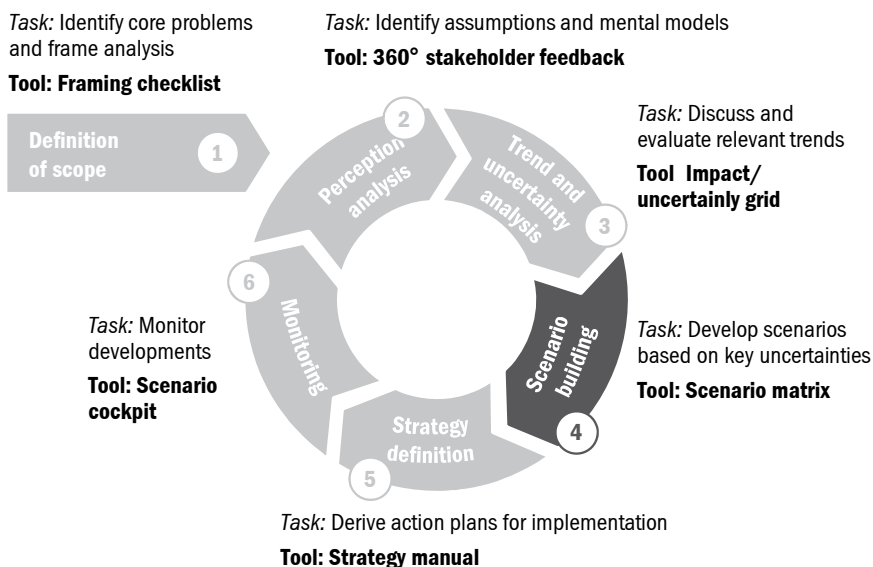 Task: Identify core problems
and frame analysis
Tool: Framing checklist
Definition
of scope
1
Task: Identify assumptions and mental models
Tool: 360° stakeholder feedback
2
Perception
analysis
Task: Discuss and
evaluate relevant trends
Tool Impact/
uncertainly grid
Trend and
uncertainty
analysis
3
Task: Develop scenarios
based on key uncertainties
Tool: Scenario matrix
Scenario
building
4
Strategy
definition
5
Task: Derive action plans for implementation
Tool: Strategy manual
6
Monitoring
Task: Monitor
developments
Tool: Scenario
cockpit